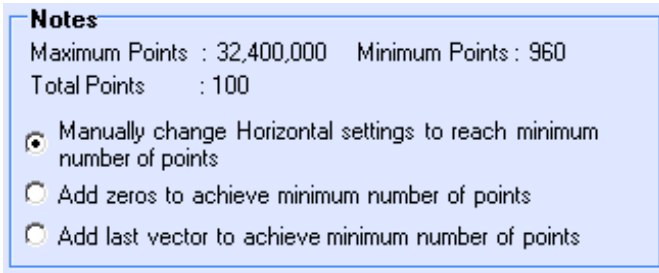 Notes
Maximum Points : 32,400,000 Minimum Points : 960
Total Points : 100
Manually change Horizontal settings to reach minimum
number of points
Add zeros to achieve minimum number of points
Add last vector to achieve minimum number of points